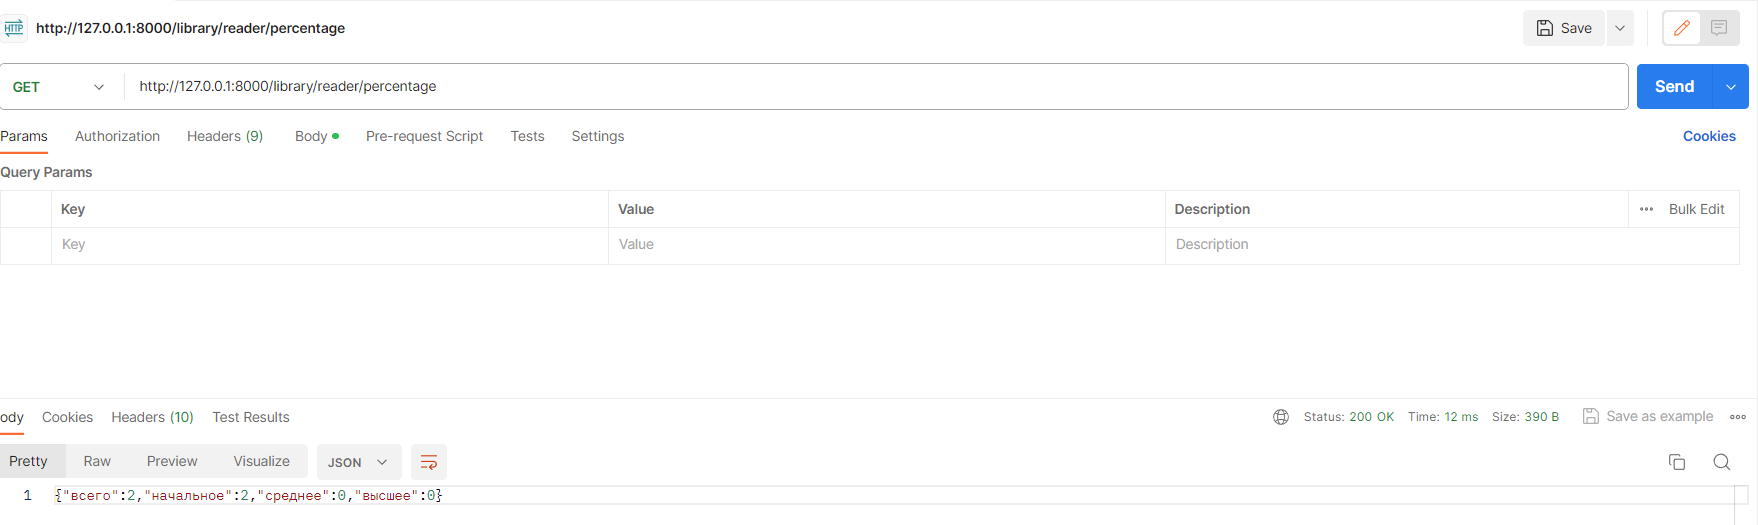 HTTP http://127.0.0.1:8000/library/reader/percentage Save
GET http://127.0.0.1:8000/library/reader/percentage Send
Params Authorization Headers (9) Body Pre-request Script Tests Settings Cookies
Query Params
Key Value Description Bulk Edit
Key Value Description
ody Cookies Headers (10) Test Results Status: 200 OK Time: 12 ms Size: 390 B Save as example
Pretty Raw Preview Visualize JSON
1 {"всего":2,"начальное":2,"среднее":0,"высшее":0}